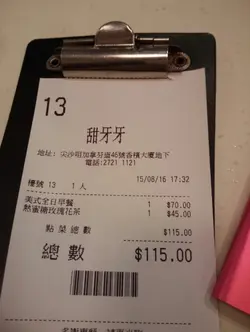 13
甜牙牙
地址: 尖沙咀加拿芬道46號香檳大廈地下
電話:2721 1121
15/08/16 17:32
檯號 13 1 人
美式全日早餐 1 $70.00
熱蜜糖玫瑰花茶 1 $45.00
點菜總數 $115.00
總數 $115.00